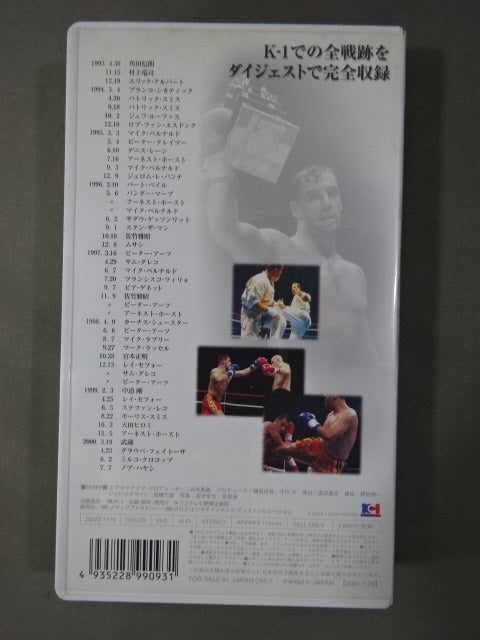 K-1での全戦跡を
ダイジェストで完全収録
1993. 4.30 角田信朗
11.15 村上竜司
12.19 エリック・アルバート
1994. 3. 4 ブランコ・シカティック
4.30 パトリック・スミス
9.18 パトリック・スミス
10. 2 ジェフ・ルーファス
12.10 ロブ・ファン・エスドンク
1995. 3. 3 マイク・ベルナルド
5. 4 ピーター・クレイマー
6.10 デニス・レーン
7.16 アーネスト・ホースト
9. 3 マイク・ベルナルド
12. 9 ジェロム・レ・バンナ
1996. 3.10 バート・ベイル
5. 6 バンダー・マーブ
〃 アーネスト・ホースト
〃 マイク・ベルナルド
6. 2 サダウ・ゲッソンリット
9. 1 スタン・ザ・マン
10.18 佐竹雅昭
12. 8 ムサシ
1997. 3.16 ピーター・アーツ
4.29 サム・グレコ
6. 7 マイク・ベルナルド
7.20 フランシスコ・フィリォ
9. 7 ピア・ゲネット
11. 9 佐竹雅昭
〃 ピーター・アーツ
〃 アーネスト・ホースト
1998. 4. 9 カーチス・シュースター
6. 6 ピーター・アーツ
8. 7 マイク・ラブリー
9.27 マーク・ラッセル
10.28 宮本正明
12.13 レイ・セフォー
〃 サム・グレコ
〃 ピーター・アーツ
1999. 2. 3 中迫 剛
4.25 レイ・セフォー
6. 5 ステファン・レコ
8.22 モーリス・スミス
10. 3 天田ヒロミ
12. 5 アーネスト・ホースト
2000. 3.19 武蔵
4.23 グラウベ・フェイトーザ
6. 2 ミルコ・クロコップ
7. 7 ノブ・ハヤシ
COLOR VHS Hi-Fi STEREO SELL ONLY
4 935228 990931
FOR SALE IN JAPAN ONLY Printed in JAPAN